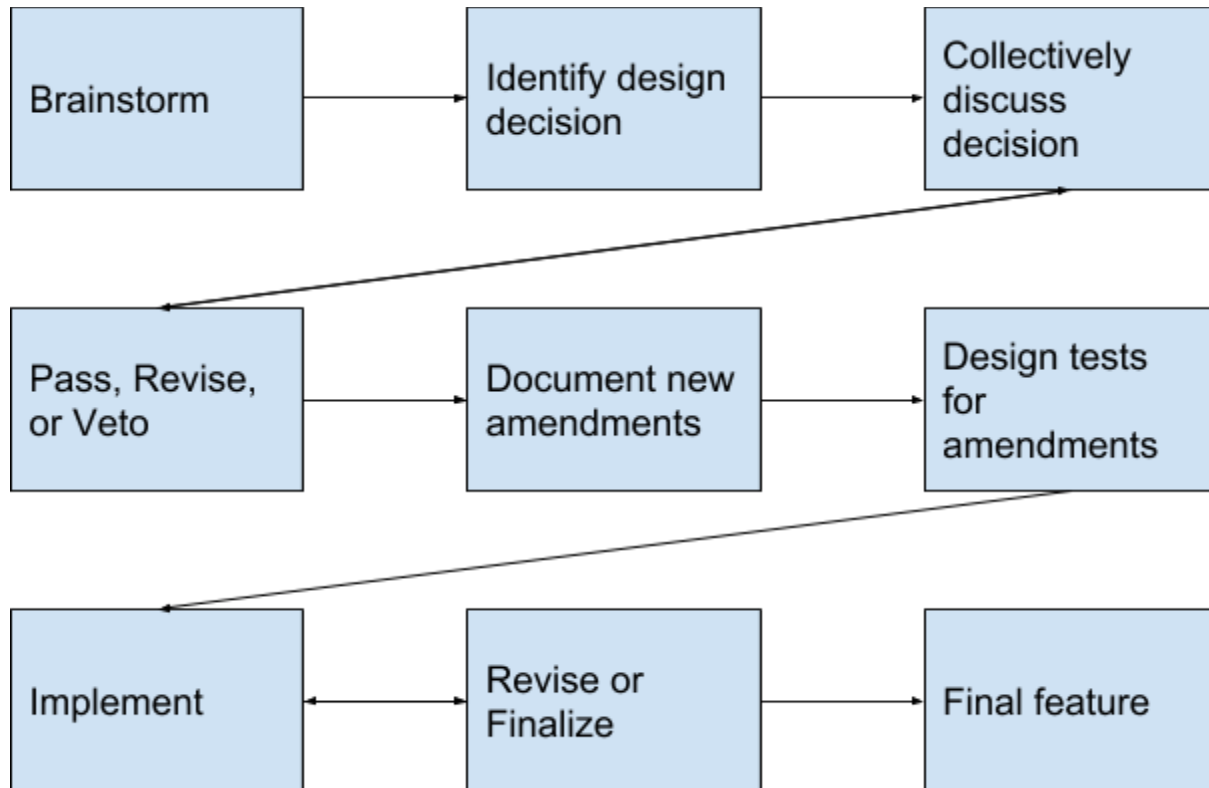 Brainstorm
Identify design
decision
Collectively
discuss
decision
Pass, Revise,
or Veto
Document new
amendments
Design tests
for
amendments
Implement
Revise or
Finalize
Final feature